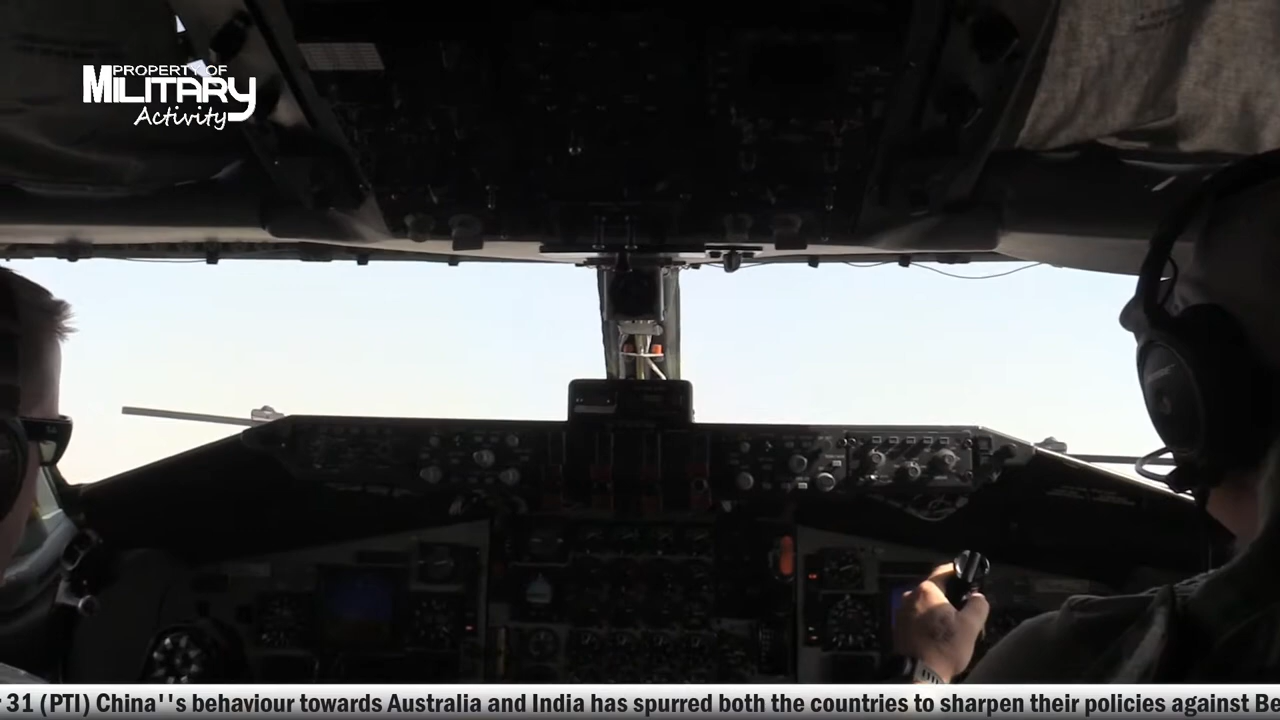 PROPERTY OF
MILITARY
Activity
31 (PTI) China''s behaviour towards Australia and India has spurred both the countries to sharpen their policies against Be